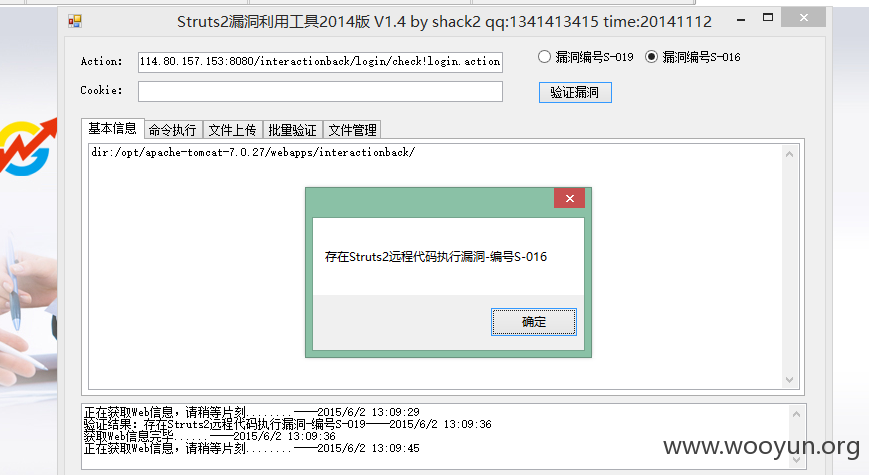 Struts2漏洞利用工具2014版 V1.4 by shack2 qq:1341413415 time:20141112
Action: 114.80.157.153:8080/interactionback/login/check!login.action 漏洞编号S-019 漏洞编号S-016
Cookie: 验证漏洞
基本信息 命令执行 文件上传 批量验证 文件管理
dir:/opt/apache-tomcat-7.0.27/webapps/interactionback/
存在Struts2远程代码执行漏洞-编号S-016
确定
正在获取Web信息，请稍等片刻........——2015/6/2 13:09:29
验证结果：存在Struts2远程代码执行漏洞-编号S-019——2015/6/2 13:09:36
获取Web信息完毕......——2015/6/2 13:09:36
正在获取Web信息，请稍等片刻........——2015/6/2 13:09:45
www.wooyun.org